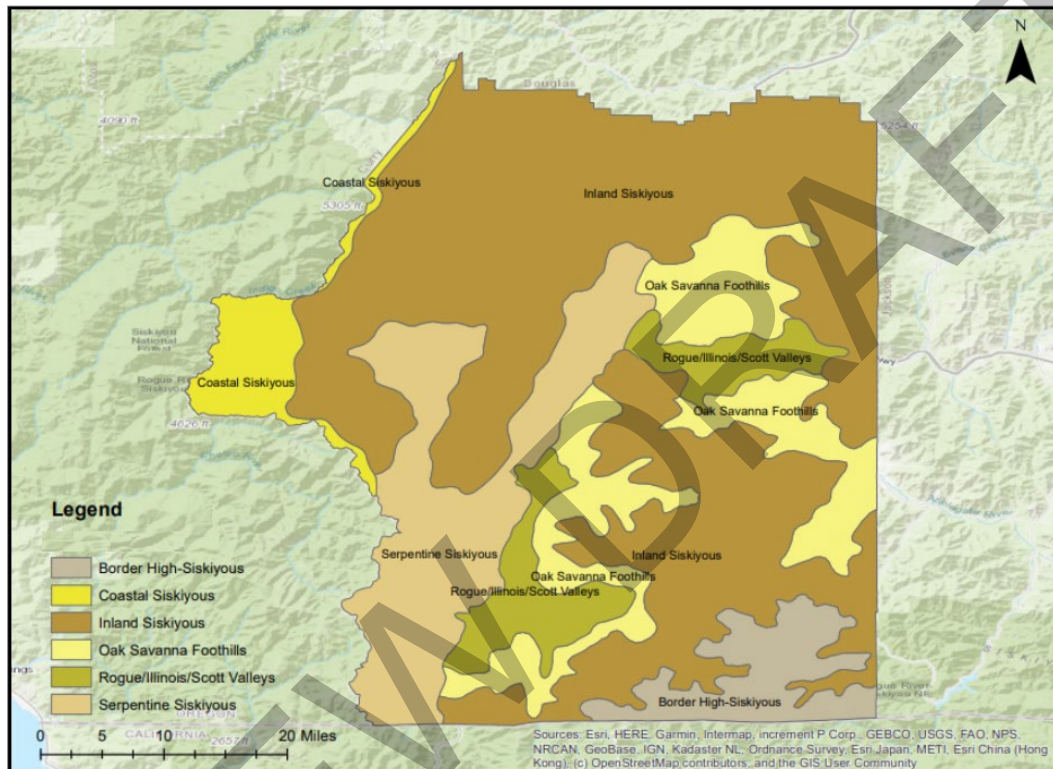 N
Douglas
4090 ft
5254 ft
Curry
Coastal Siskiyous
Inland Siskiyous
5305 ft
Oak Savanna Foothills
Jackson
Siskiyou
National
Forest
Rogue/Illinois/Scott Valleys
Coastal Siskiyous
Oak Savanna Foothills
4626 ft
Applegate River
Serpentine Siskiyous
Inland Siskiyous
Oak Savanna Foothills
Rogue/Illinois/Scott Valleys
Border High-Siskiyous
Legend
Border High-Siskiyous
Coastal Siskiyous
Inland Siskiyous
Oak Savanna Foothills
Rogue/Illinois/Scott Valleys
Serpentine Siskiyous
OREGON
CALIFORNIA
2657 ft
0 5 10 20 Miles
Sources: Esri, HERE, Garmin, Intermap, increment P Corp., GEBCO, USGS, FAO, NPS,
NRCAN, GeoBase, IGN, Kadaster NL, Ordnance Survey, Esri Japan, METI, Esri China (Hong
Kong), (c) OpenStreetMap contributors, and the GIS User Community